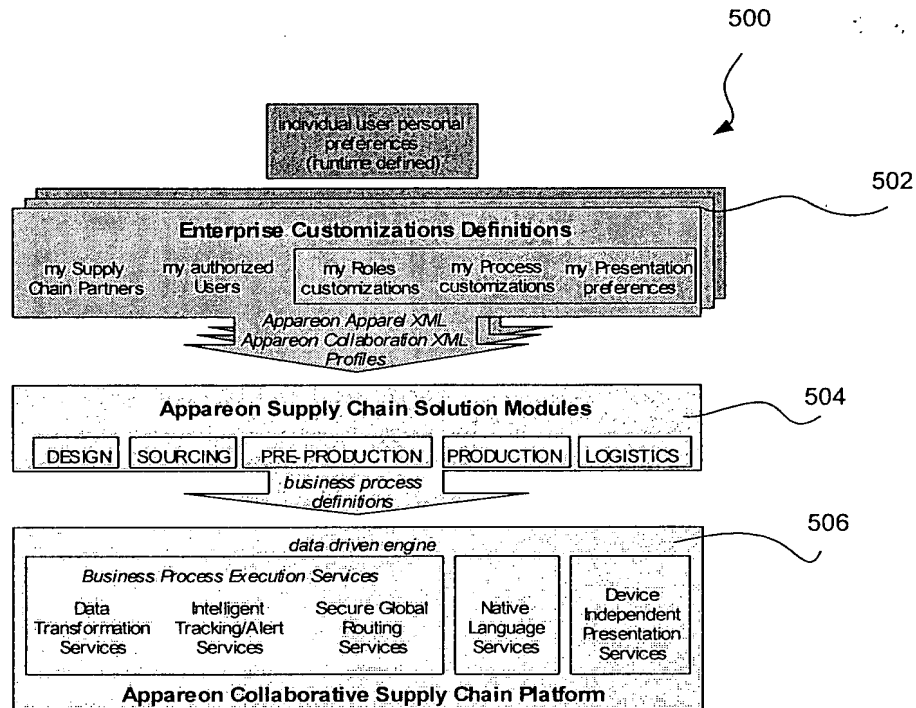 500
Individual user personal
preferences
(runtime defined)
502
Enterprise Customizations Definitions
my Supply
Chain Partners
my authorized
Users
my Roles
customizations
my Process
customizations
my Presentation
preferences
Appareon Apparel XML
Appareon Collaboration XML
Profiles
504
Appareon Supply Chain Solution Modules
DESIGN
SOURCING
PRE-PRODUCTION
PRODUCTION
LOGISTICS
business process
definitions
506
data driven engine
Business Process Execution Services
Data
Transformation
Services
Intelligent
Tracking/Alert
Services
Secure Global
Routing
Services
Native
Language
Services
Device
Independent
Presentation
Services
Appareon Collaborative Supply Chain Platform